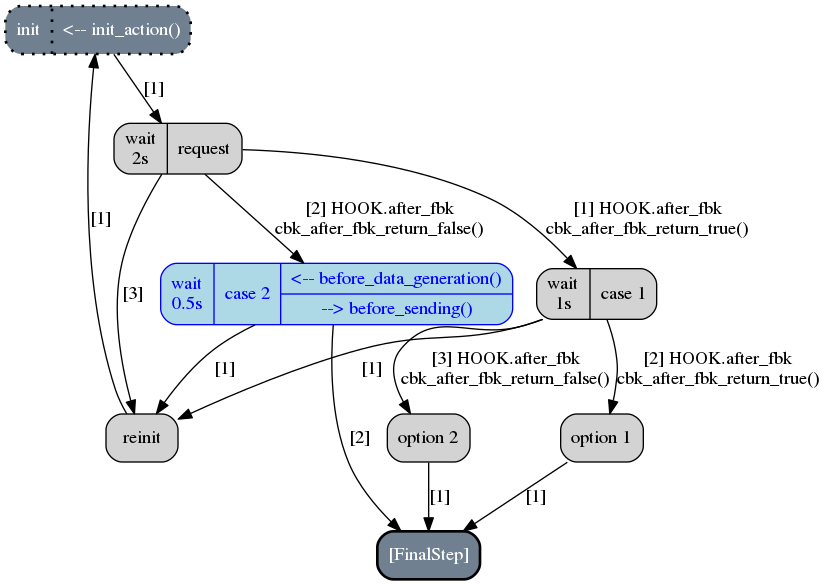 init
<-- init_action()
[1]
wait
2s
request
[2] HOOK.after_fbk
cbk_after_fbk_return_false()
[1] HOOK.after_fbk
cbk_after_fbk_return_true()
[1]
[3]
wait
0.5s
case 2
<-- before_data_generation()
--> before_sending()
wait
1s
case 1
[1]
[1]
[3] HOOK.after_fbk
cbk_after_fbk_return_false()
[2] HOOK.after_fbk
cbk_after_fbk_return_true()
reinit
[2]
option 2
option 1
[1]
[1]
[FinalStep]